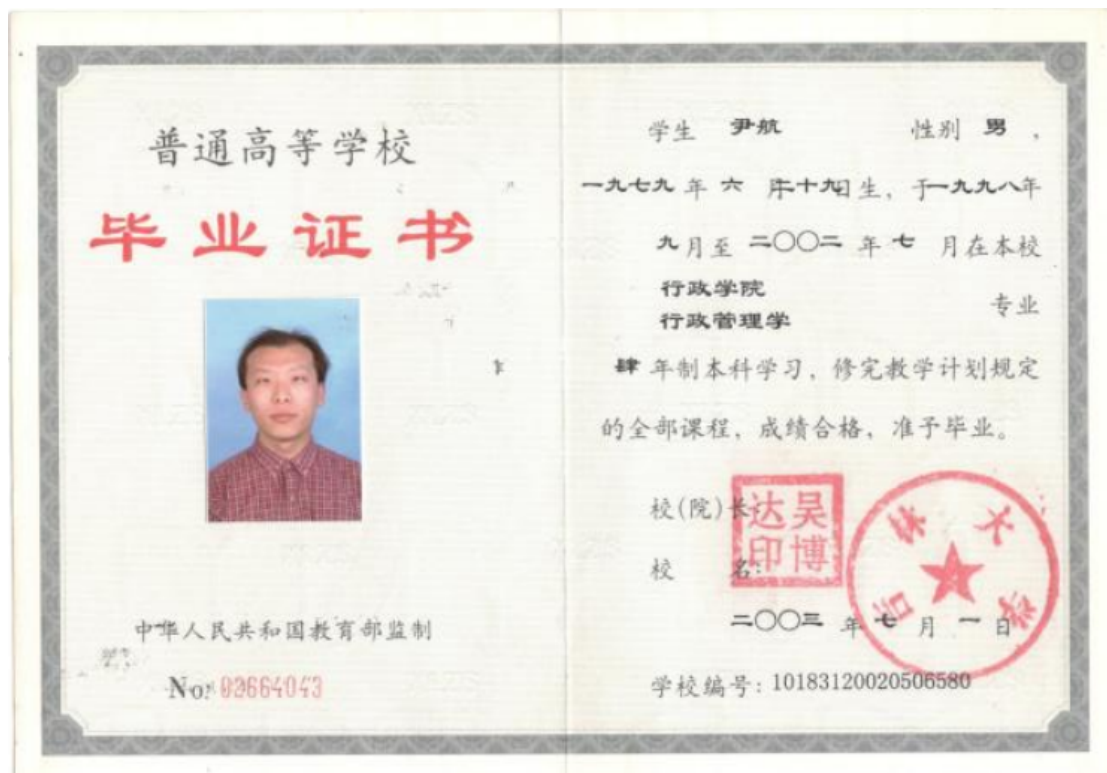 普通高等学校
毕业证书
中华人民共和国教育部监制
No: 02664043
学生 尹航 性别 男，
一九七九 年 六 月二十九日生，于一九九八年
九月至 二〇〇二 年 七 月在本校
行政学院
行政管理学 专业
肆 年制本科学习，修完教学计划规定
的全部课程，成绩合格，准予毕业。
校(院)长：
吴博达印
校 名：
吉林大学
二〇〇三 年 七 月 一 日
学校编号：10183120020506580